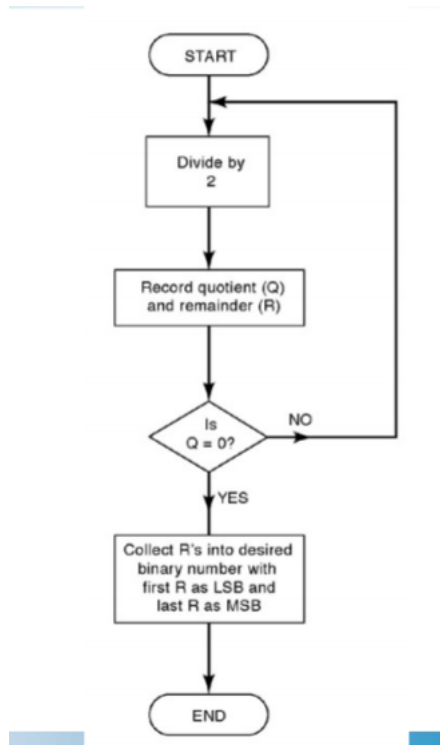 START
Divide by
2
Record quotient (Q)
and remainder (R)
Is
Q = 0?
NO
YES
Collect R's into desired
binary number with
first R as LSB and
last R as MSB
END